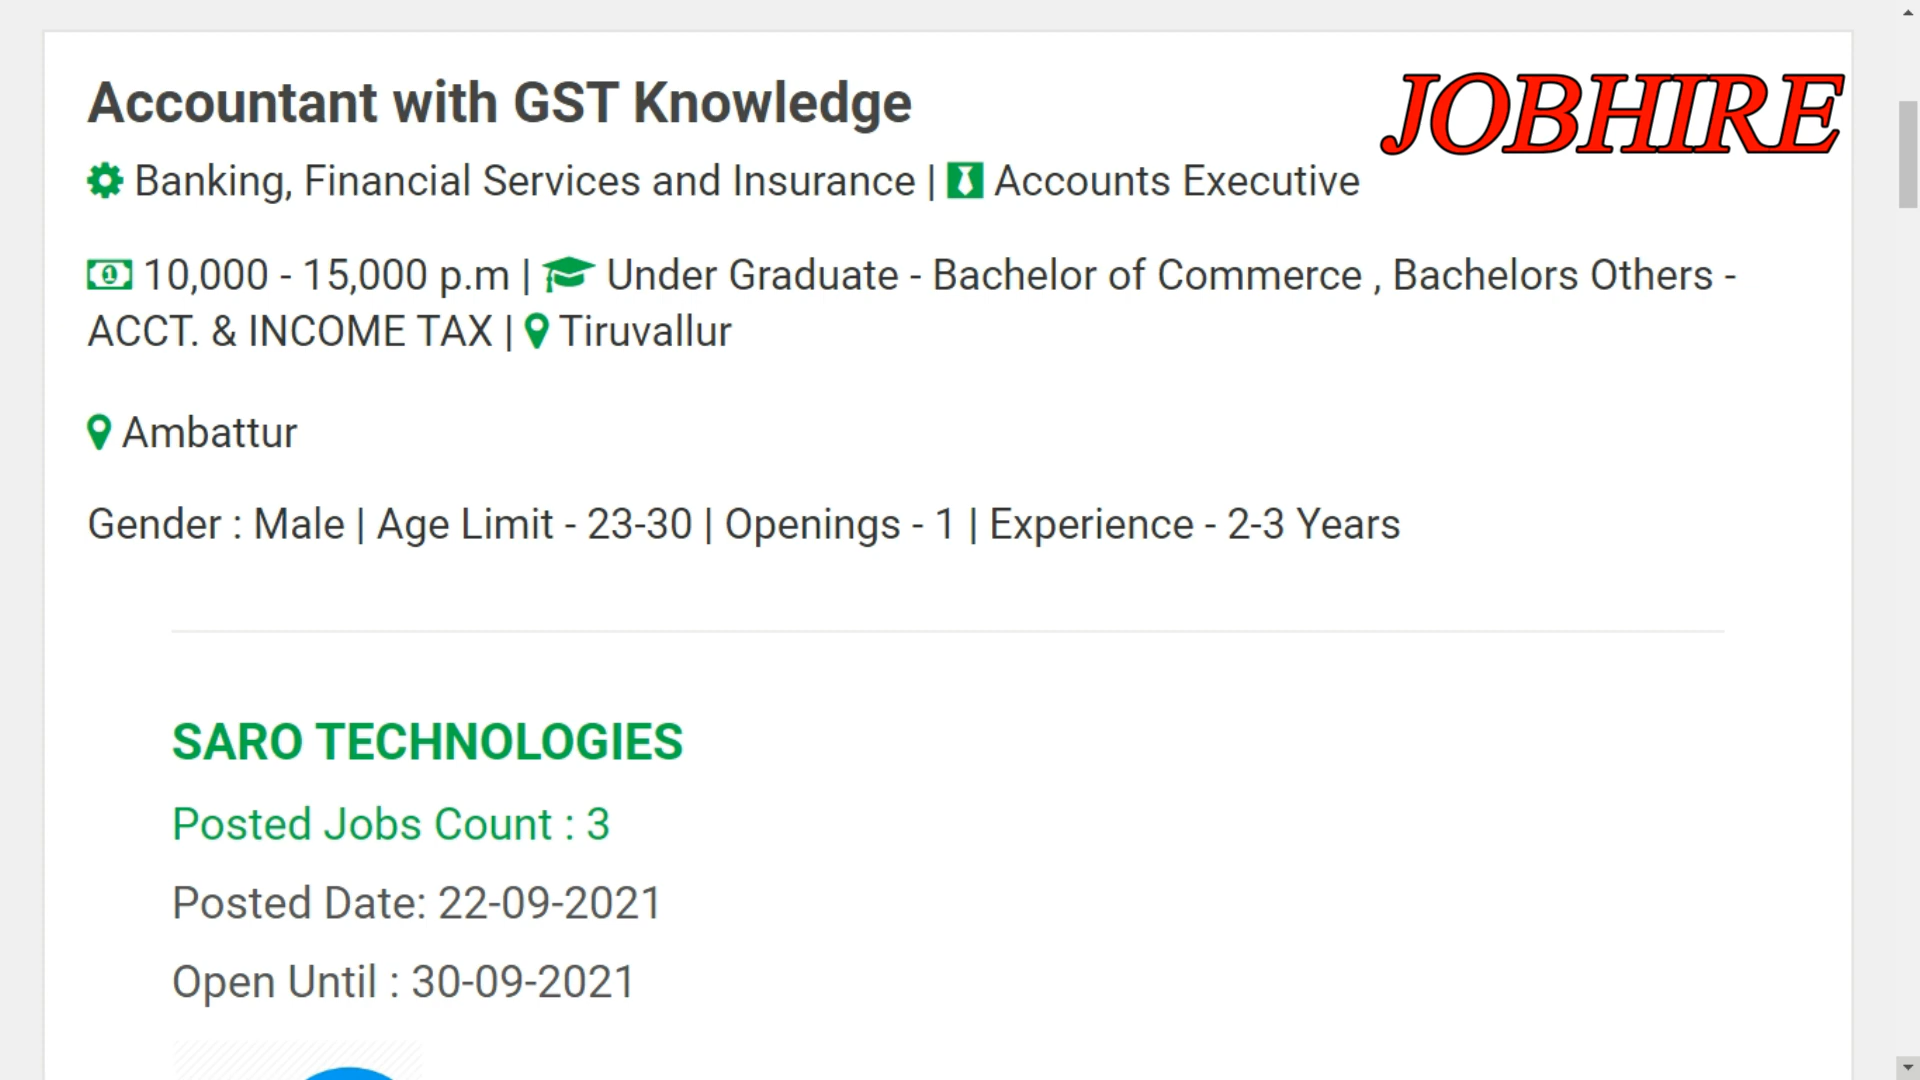 Accountant with GST Knowledge
JOBHIRE
Banking, Financial Services and Insurance | Accounts Executive
10,000 - 15,000 p.m | Under Graduate - Bachelor of Commerce , Bachelors Others -
ACCT. & INCOME TAX | Tiruvallur
Ambattur
Gender : Male | Age Limit - 23-30 | Openings - 1 | Experience - 2-3 Years
SARO TECHNOLOGIES
Posted Jobs Count : 3
Posted Date: 22-09-2021
Open Until : 30-09-2021